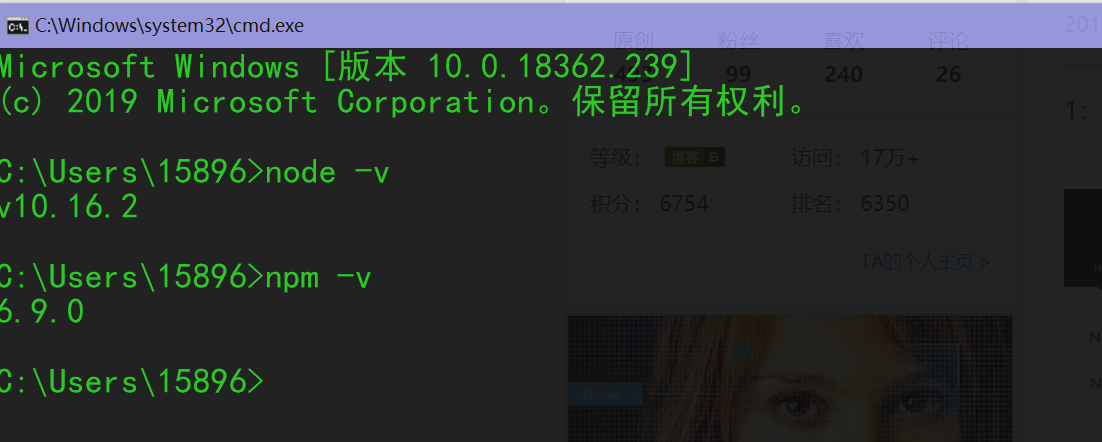 C:\Windows\system32\cmd.exe
Microsoft Windows [版本 10.0.18362.239]
(c) 2019 Microsoft Corporation。保留所有权利。
C:\Users\15896>node -v
v10.16.2
C:\Users\15896>npm -v
6.9.0
C:\Users\15896>
原创 粉丝 喜欢 评论
99 240 26
等级： 博客 6 访问： 17万+
积分： 6754 排名： 6350
TA的个人主页 >
Nicole
201
1：
N
N